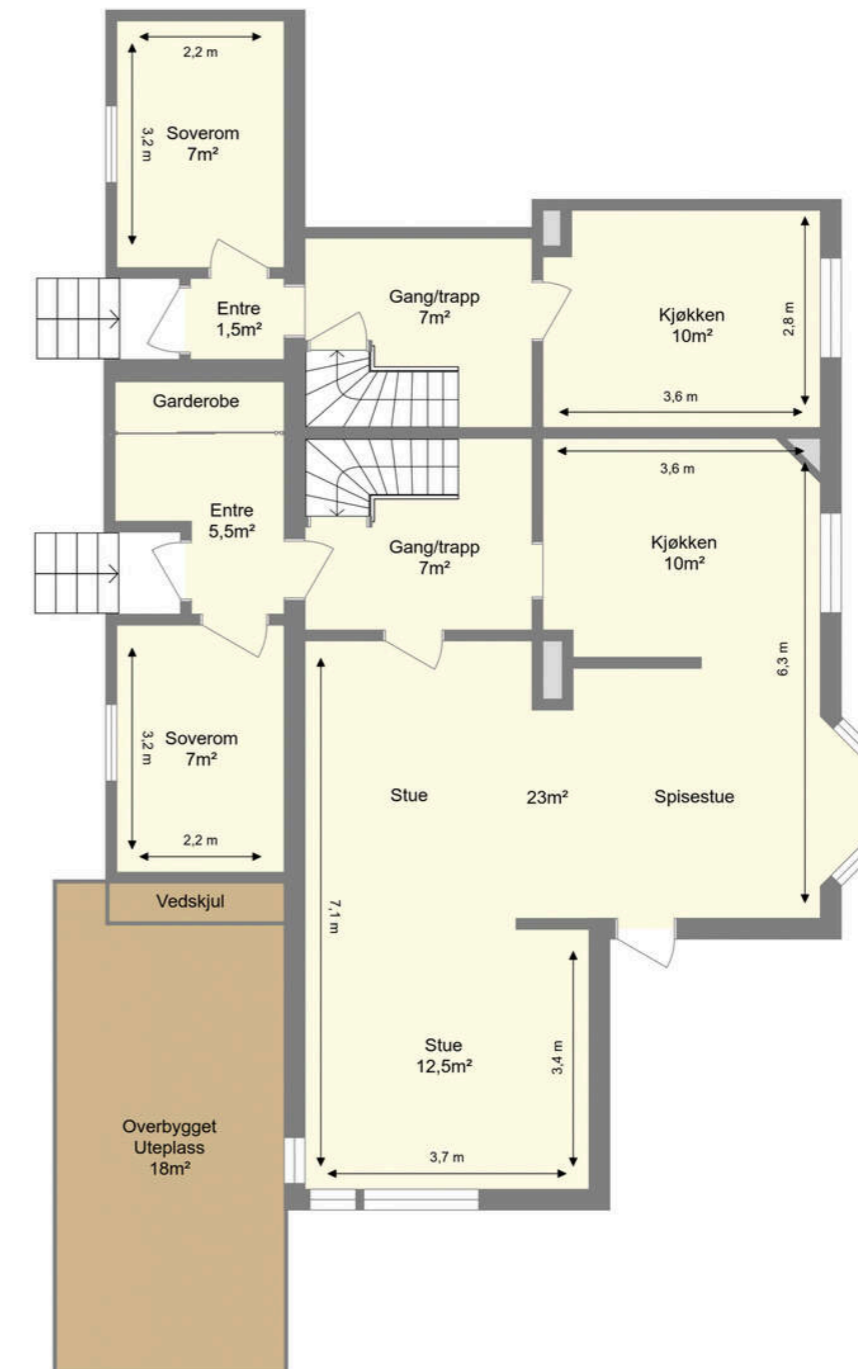 2,2 m
3,2 m
Soverom
7m²
Entre
1,5m²
Gang/trapp
7m²
Kjøkken
10m²
2,8 m
3,6 m
Garderobe
Entre
5,5m²
Gang/trapp
7m²
3,6 m
Kjøkken
10m²
6,3 m
Soverom
7m²
3,2 m
2,2 m
Stue
23m²
Spisestue
Vedskjul
7,1 m
Stue
12,5m²
3,4 m
3,7 m
Overbygget
Uteplass
18m²